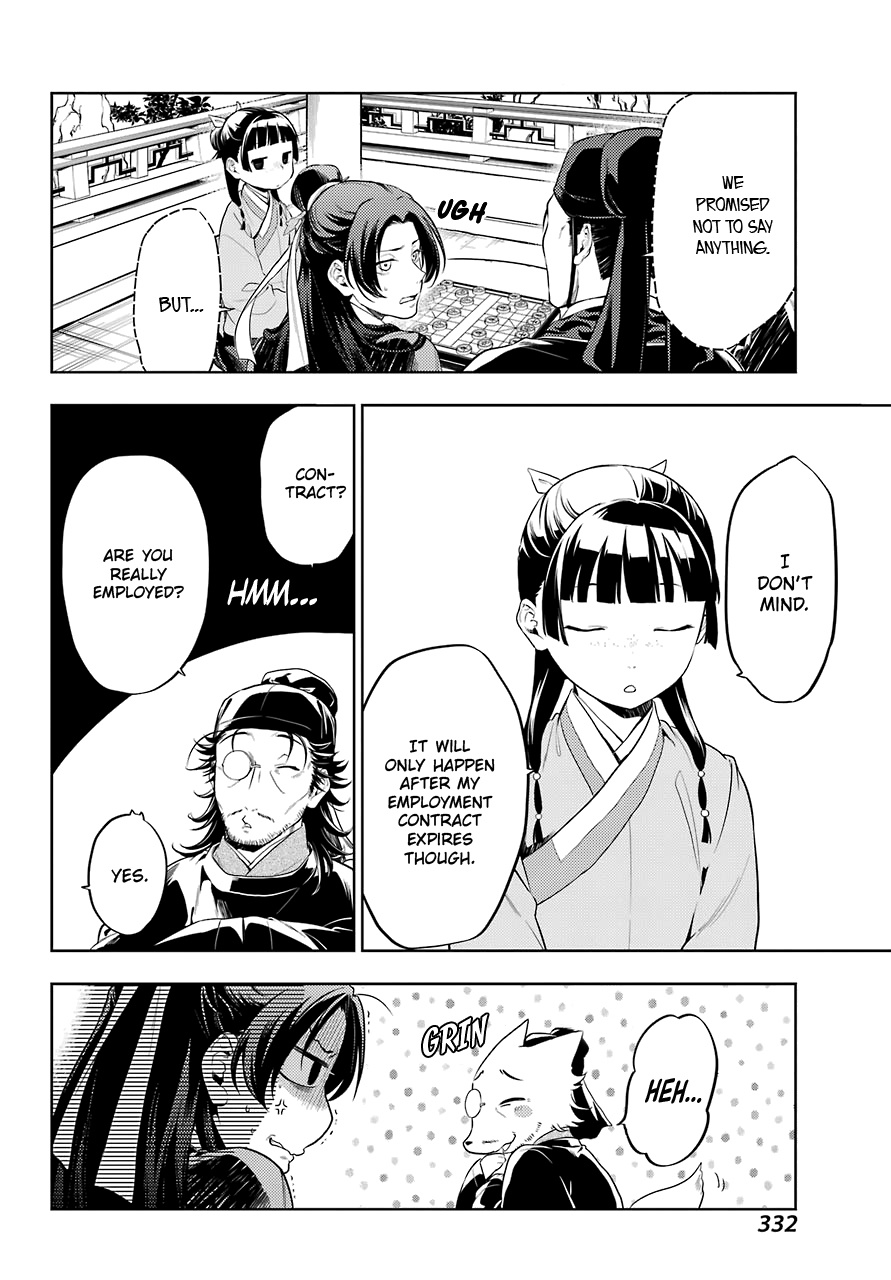 WE
PROMISED
NOT TO SAY
ANYTHING.
UGH
BUT...
I
DON'T
MIND.
IT WILL
ONLY HAPPEN
AFTER MY
EMPLOYMENT
CONTRACT
EXPIRES
THOUGH.
CON-
TRACT?
ARE YOU
REALLY
EMPLOYED?
HMM...
YES.
HEH...
GRIN
332